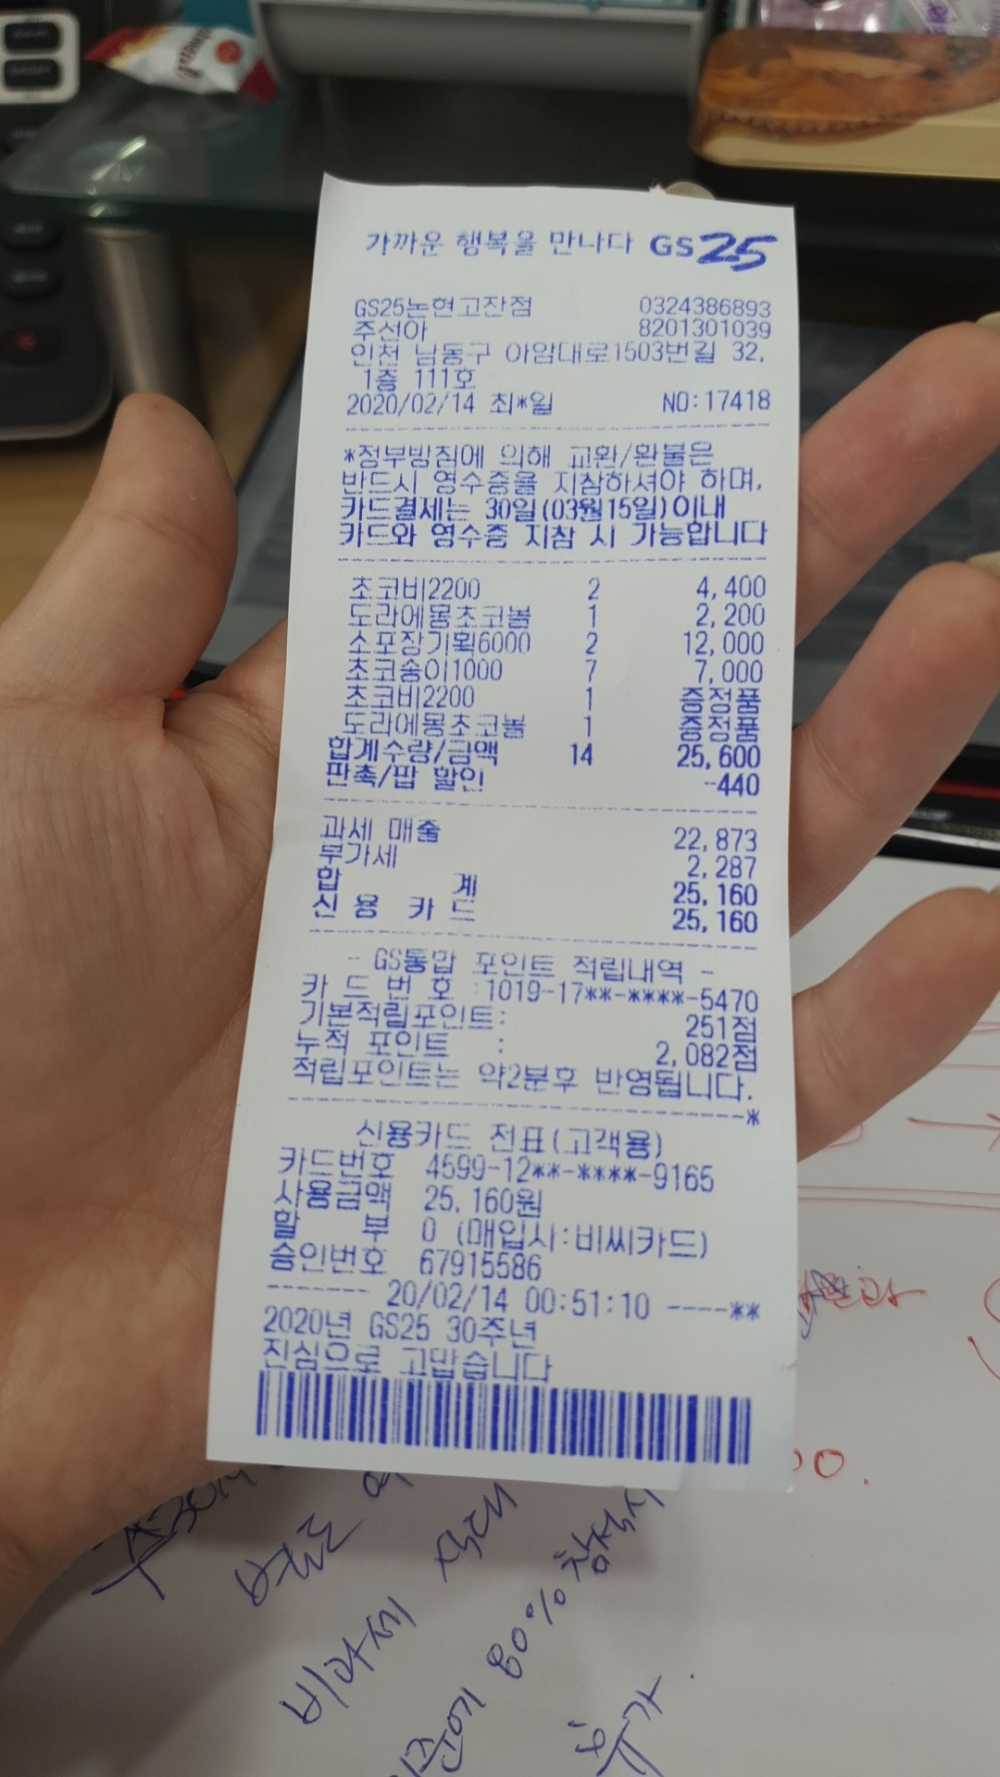 가까운 행복을 만나다 GS25
GS25논현고잔점 0324386893
주선아 8201301039
인천 남동구 아암대로1503번길 32,
1층 111호
2020/02/14 최*일 NO:17418
*정부방침에 의해 교환/환불은
반드시 영수증을 지참하셔야 하며,
카드결제는 30일(03월15일)이내
카드와 영수증 지참 시 가능합니다
초코비2200 2 4,400
도라에몽초코볼 1 2,200
소포장기획6000 2 12,000
초코송이1000 7 7,000
초코비2200 1 증정품
도라에몽초코볼 1 증정품
합계수량/금액 14 25,600
판촉/팝 할인 -440
과세 매출 22,873
부가세 2,287
합 계 25,160
신 용 카 드 25,160
- GS통합 포인트 적립내역 -
카 드 번 호 :1019-17**-****-5470
기본적립포인트: 251점
누적 포인트 : 2,082점
적립포인트는 약2분후 반영됩니다.
----*
신용카드 전표(고객용)
카드번호 4599-12**-****-9165
사용금액 25,160원
할 부 0 (매입사:비씨카드)
승인번호 67915586
------- 20/02/14 00:51:10 ----**
2020년 GS25 30주년
진심으로 고맙습니다
80%
휴가.